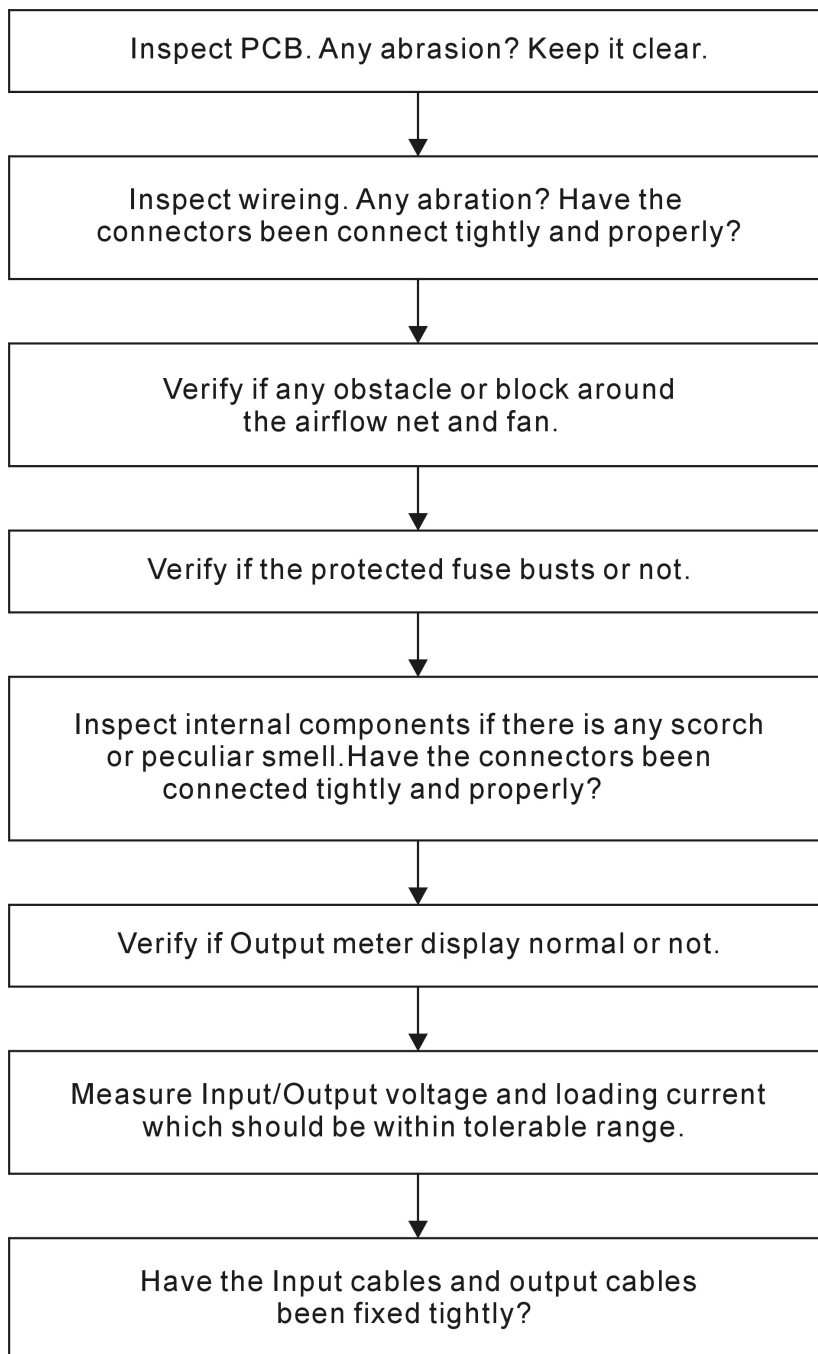 Inspect PCB. Any abrasion? Keep it clear.
Inspect wireing. Any abration? Have the
connectors been connect tightly and properly?
Verify if any obstacle or block around
the airflow net and fan.
Verify if the protected fuse busts or not.
Inspect internal components if there is any scorch
or peculiar smell.Have the connectors been
connected tightly and properly?
Verify if Output meter display normal or not.
Measure Input/Output voltage and loading current
which should be within tolerable range.
Have the Input cables and output cables
been fixed tightly?